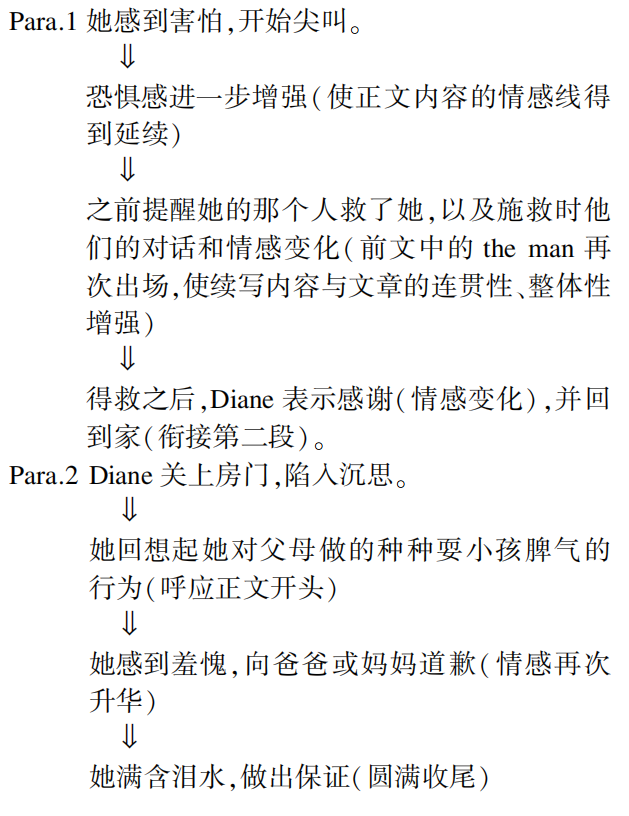 Para.1 她感到害怕,开始尖叫。
⇓
恐惧感进一步增强(使正文内容的情感线得
到延续)
⇓
之前提醒她的那个人救了她,以及施救时他
们的对话和情感变化(前文中的 the man 再
次出场,使续写内容与文章的连贯性、整体性
增强)
⇓
得救之后,Diane 表示感谢(情感变化),并回
到家(衔接第二段)。
Para.2 Diane 关上房门,陷入沉思。
⇓
她回想起她对父母做的种种耍小孩脾气的
行为(呼应正文开头)
⇓
她感到羞愧,向爸爸或妈妈道歉(情感再次
升华)
⇓
她满含泪水,做出保证(圆满收尾)